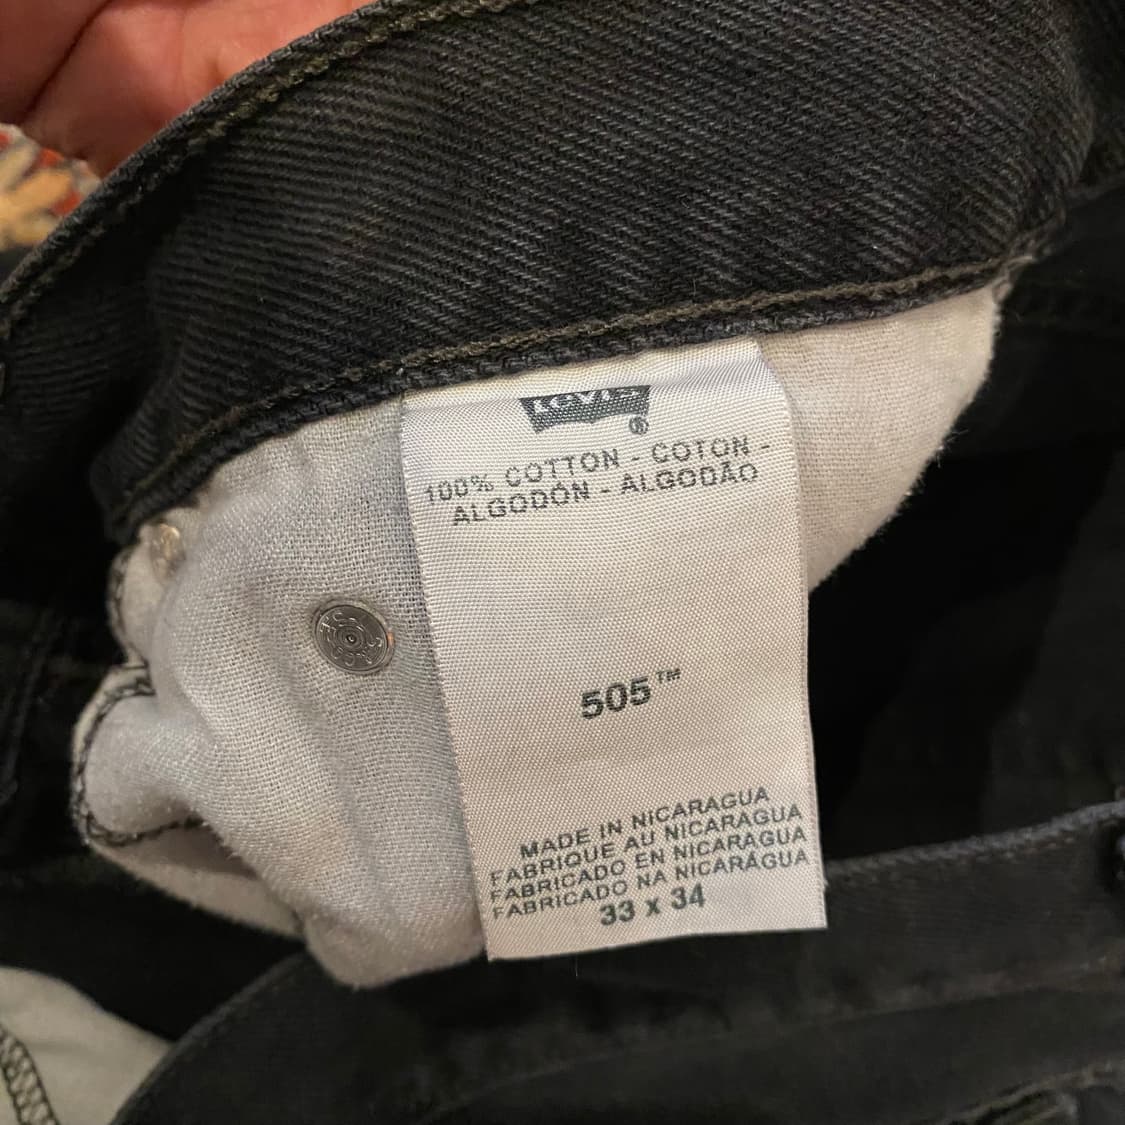 Levi's ®
100% COTTON - COTON -
ALGODÓN - ALGODÃO
505™
MADE IN NICARAGUA
FABRIQUE AU NICARAGUA
FABRICADO EN NICARAGUA
FABRICADO NA NICARÁGUA
33 x 34